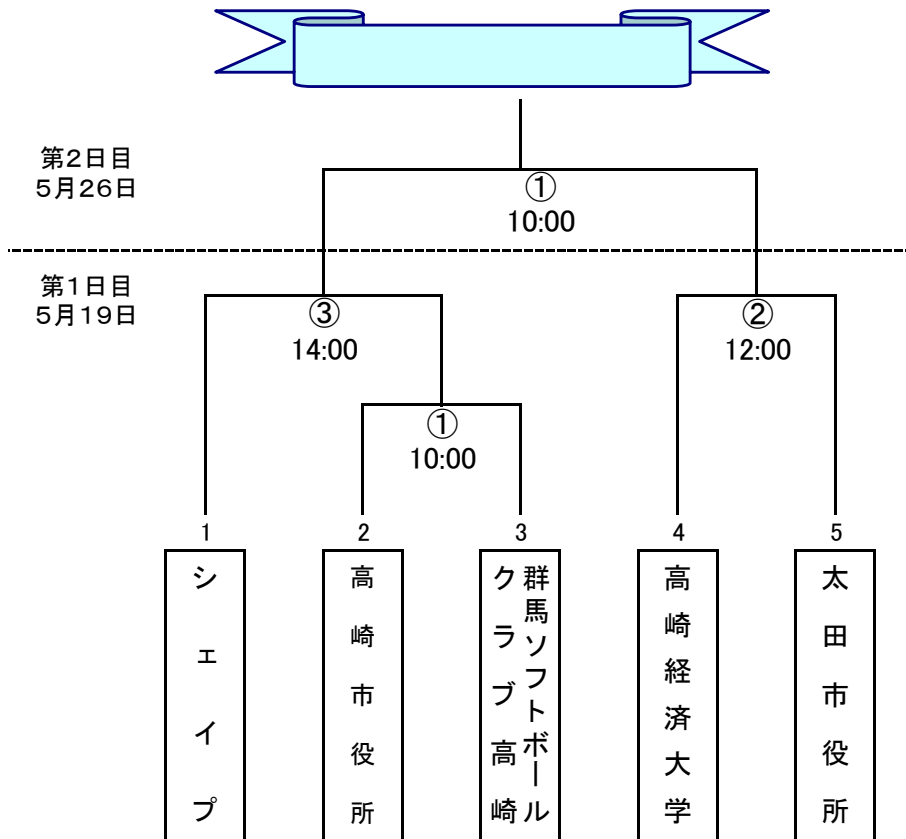 第2日目
5月26日
①
10:00
第1日目
5月19日
③
14:00
②
12:00
①
10:00
1
2
3
4
5
シェイプ
高崎市役所
群馬ソフトボール
クラブ高崎
高崎経済大学
太田市役所